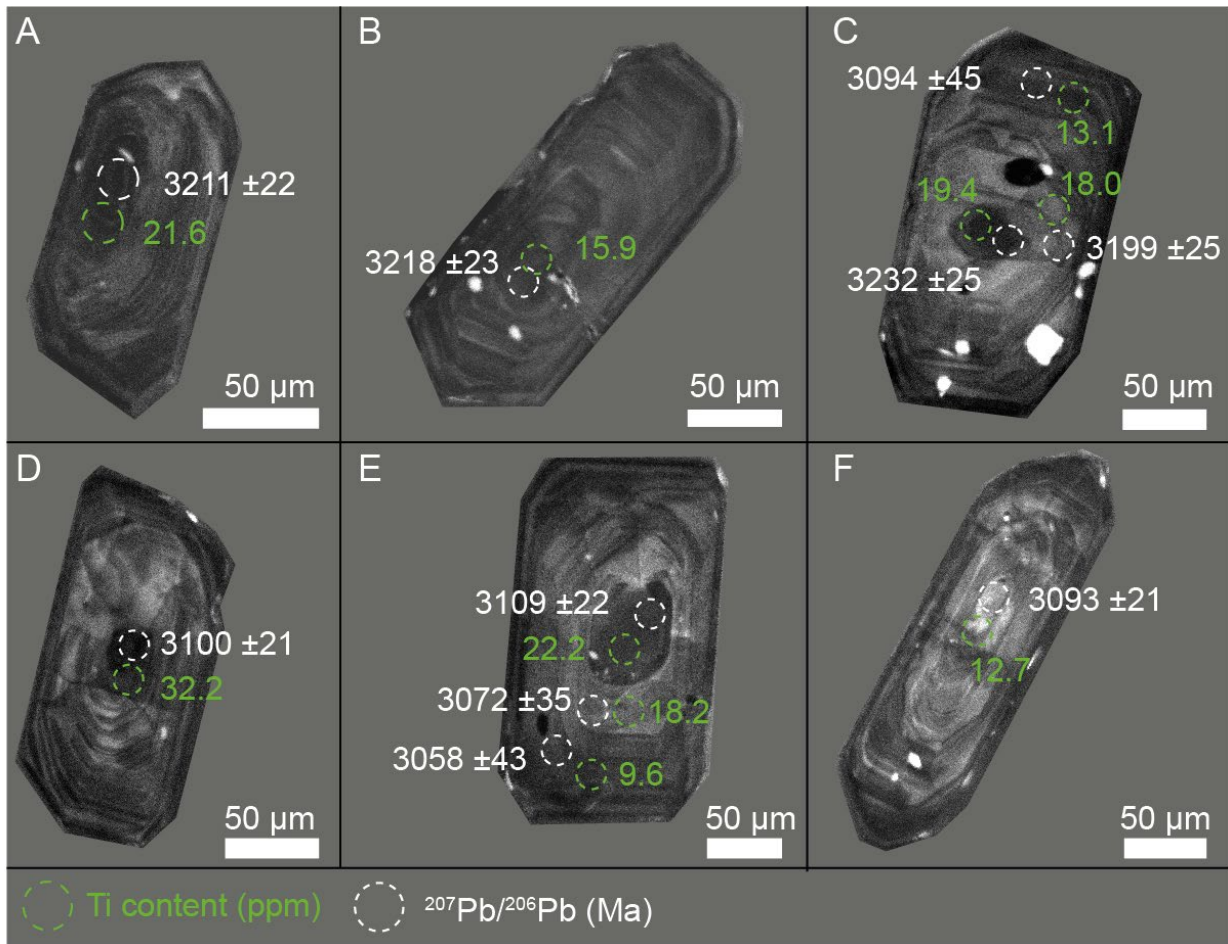 A
3211 ±22
21.6
50 µm
B
3218 ±23
15.9
50 µm
C
3094 ±45
13.1
19.4
18.0
3199 ±25
3232 ±25
50 µm
D
3100 ±21
32.2
50 µm
E
3109 ±22
22.2
3072 ±35
18.2
3058 ±43
9.6
50 µm
F
3093 ±21
12.7
50 µm
Ti content (ppm)
²⁰⁷Pb/²⁰⁶Pb (Ma)